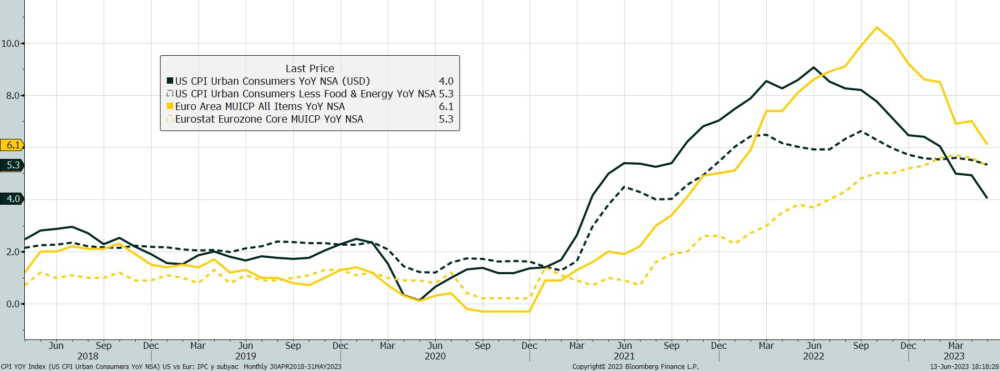 10.0
8.0
6.1
5.3
4.0
2.0
0.0
Last Price
US CPI Urban Consumers YoY NSA (USD) 4.0
US CPI Urban Consumers Less Food & Energy YoY NSA 5.3
Euro Area MUICP All Items YoY NSA 6.1
Eurostat Eurozone Core MUICP YoY NSA 5.3
Jun Sep Dec Mar Jun Sep Dec Mar Jun Sep Dec Mar Jun Sep Dec Mar Jun Sep Dec Mar
2018 2019 2020 2021 2022 2023
CPI YOY Index (US CPI Urban Consumers YoY NSA) US vs Eur: IPC y subyac Monthly 30APR2018-31MAY2023 Copyright© 2023 Bloomberg Finance L.P. 13-Jun-2023 18:18:28